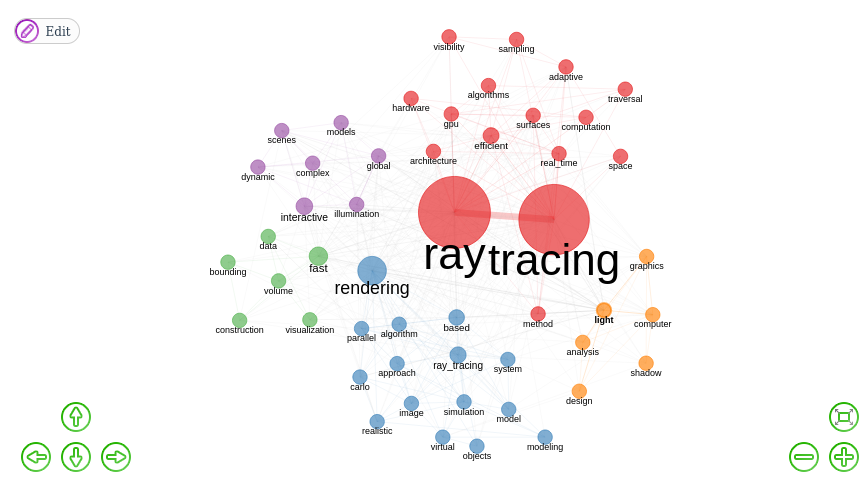 Edit
visibility
sampling
adaptive
algorithms
traversal
hardware
gpu
surfaces
computation
scenes
models
efficient
architecture
real_time
space
dynamic
complex
global
interactive
illumination
ray
tracing
data
fast
bounding
volume
rendering
graphics
construction
visualization
parallel
algorithm
based
method
light
computer
analysis
approach
ray_tracing
system
shadow
carlo
image
simulation
model
design
realistic
virtual
objects
modeling